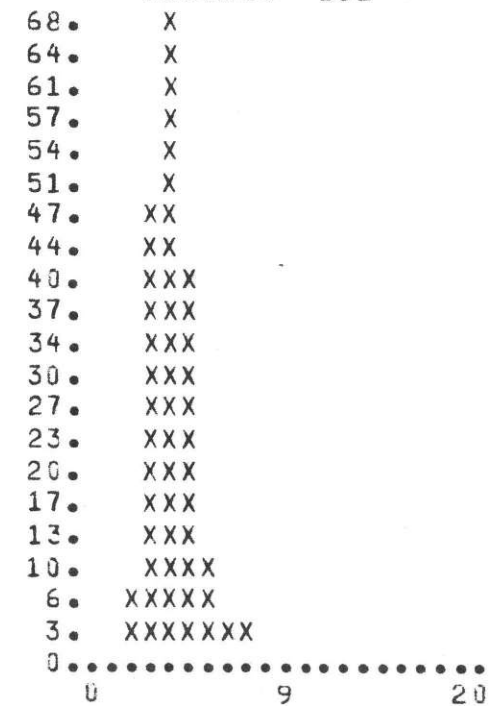 68. X
64. X
61. X
57. X
54. X
51. X
47. XX
44. XX
40. XXX
37. XXX
34. XXX
30. XXX
27. XXX
23. XXX
20. XXX
17. XXX
13. XXX
10. XXXX
6. XXXXX
3. XXXXXXX
0......................
0 9 20